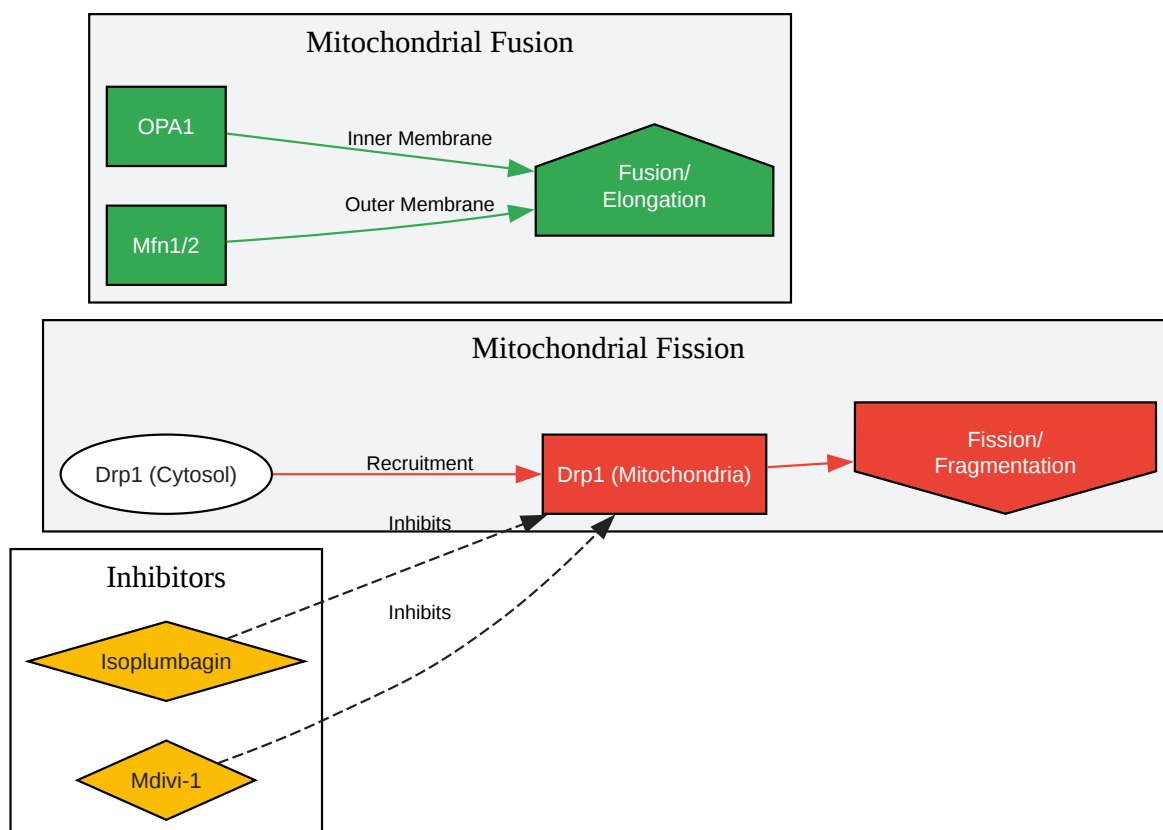 Mitochondrial Fusion
OPA1
Inner Membrane
Fusion/
Elongation
Outer Membrane
Mfn1/2
Mitochondrial Fission
Drp1 (Cytosol)
Recruitment
Drp1 (Mitochondria)
Fission/
Fragmentation
Inhibits
Inhibitors
Inhibits
Isoplumbagin
Mdivi-1